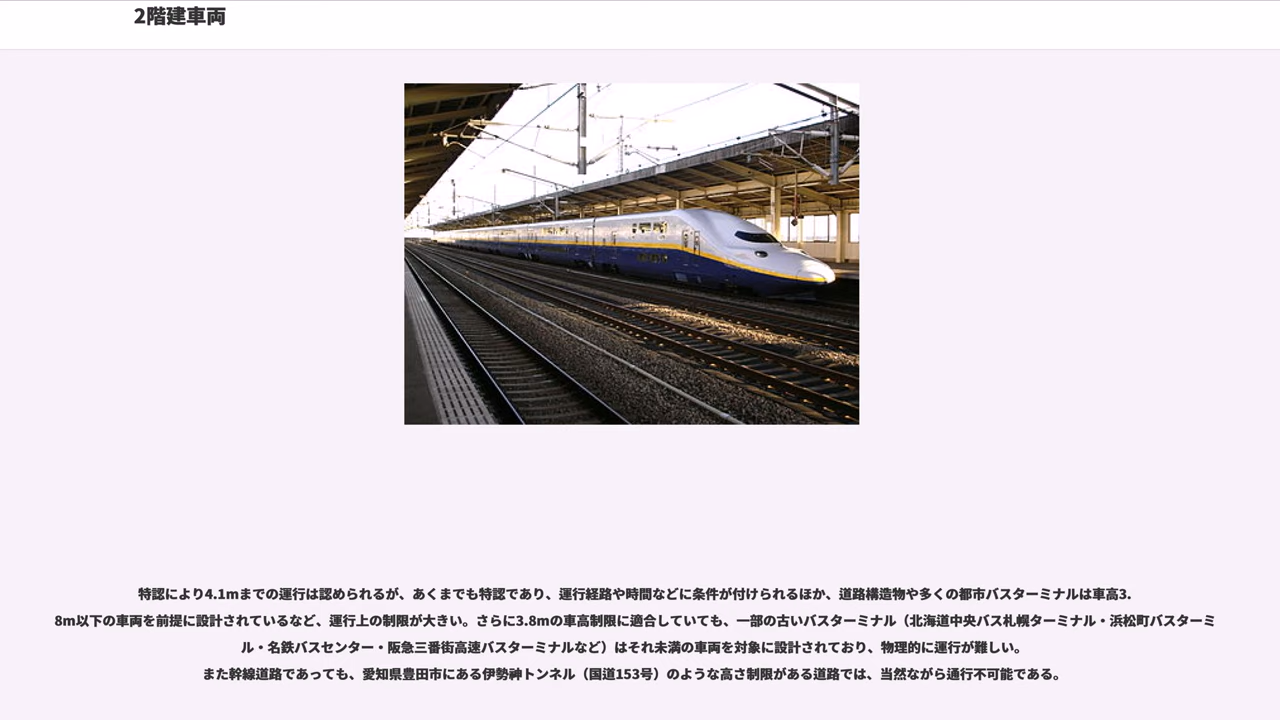 2階建車両
特認により4.1mまでの運行は認められるが、あくまでも特認であり、運行経路や時間などに条件が付けられるほか、道路構造物や多くの都市バスターミナルは車高3.
8m以下の車両を前提に設計されているなど、運行上の制限が大きい。さらに3.8mの車高制限に適合していても、一部の古いバスターミナル（北海道中央バス札幌ターミナル・浜松町バスターミ
ル・名鉄バスセンター・阪急三番街高速バスターミナルなど）はそれ未満の車両を対象に設計されており、物理的に運行が難しい。
また幹線道路であっても、愛知県豊田市にある伊勢神トンネル（国道153号）のような高さ制限がある道路では、当然ながら通行不可能である。